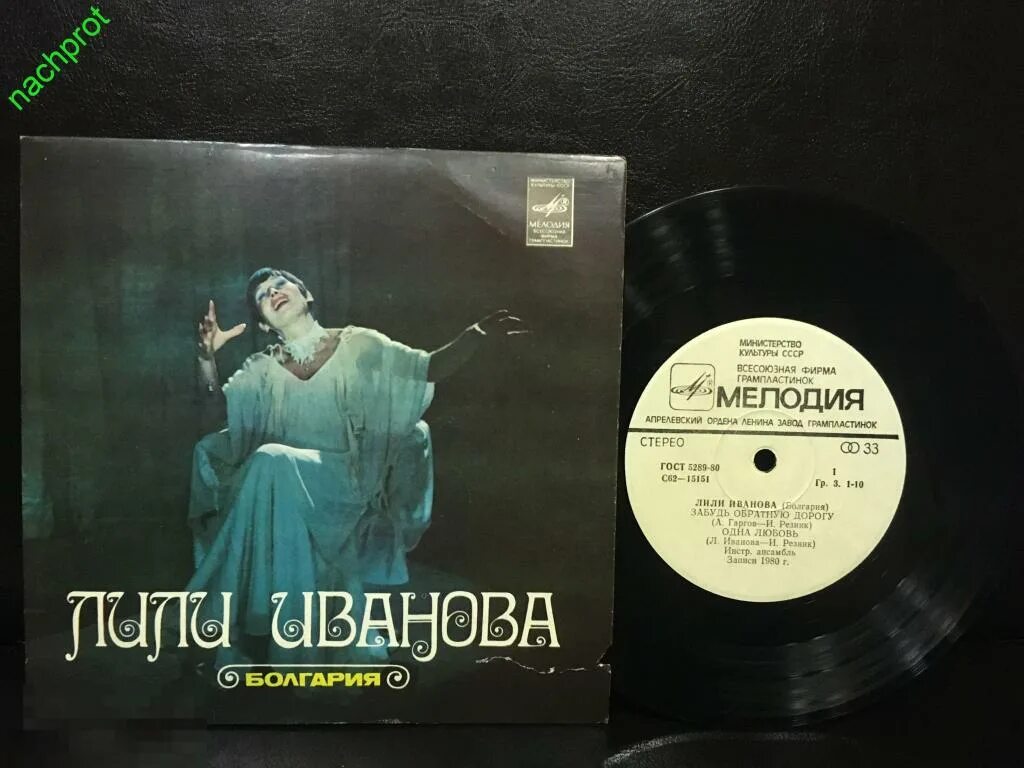 nachprot
МИНИСТЕРСТВО
КУЛЬТУРЫ СССР
МЕЛОДИЯ
ВСЕСОЮЗНАЯ
ФИРМА
ГРАМПЛАСТИНОК
ЛИЛИ ИВАНОВА
БОЛГАРИЯ
МИНИСТЕРСТВО
КУЛЬТУРЫ СССР
ВСЕСОЮЗНАЯ ФИРМА
ГРАМПЛАСТИНОК
МЕЛОДИЯ
АПРЕЛЕВСКИЙ ОРДЕНА ЛЕНИНА ЗАВОД ГРАМПЛАСТИНОК
СТЕРЕО
33
ГОСТ 5289-80
С62—15151
1
Гр. 3. 1-10
ЛИЛИ ИВАНОВА (Болгария)
ЗАБУДЬ ОБРАТНУЮ ДОРОГУ
(А. Гаргов—И. Резник)
ОДНА ЛЮБОВЬ
(Л. Иванова—И. Резник)
Инстр. ансамбль
Записи 1980 г.